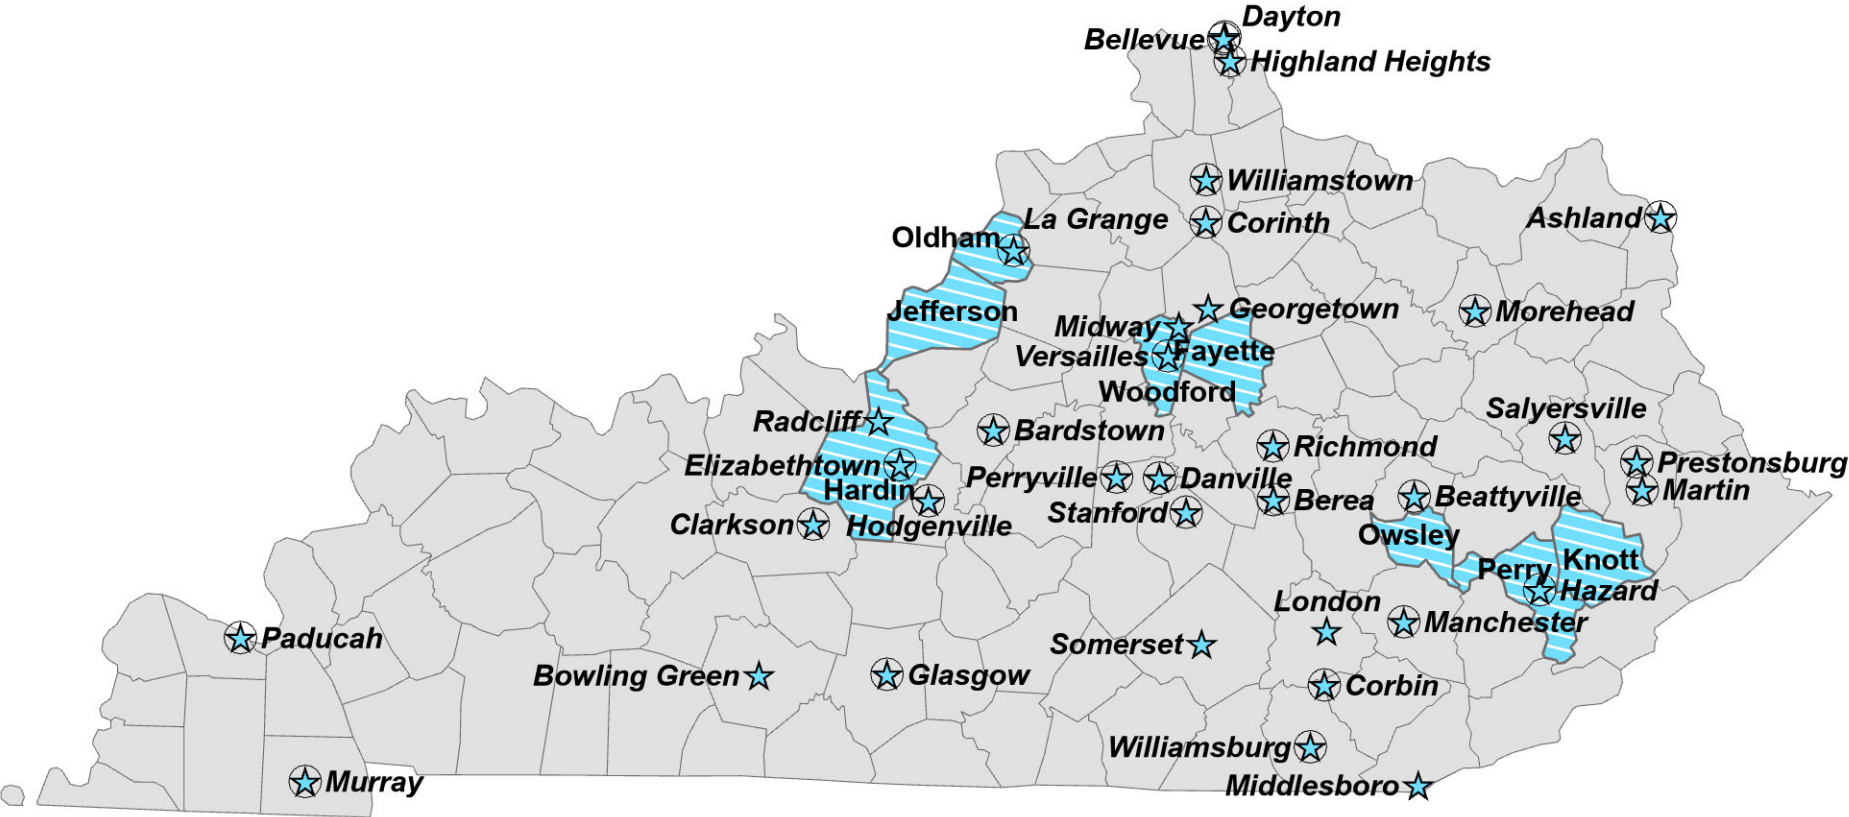 Dayton
Bellevue
Highland Heights
Williamstown
La Grange
Corinth
Ashland
Oldham
Jefferson
Georgetown
Morehead
Midway
Versailles
Fayette
Woodford
Salyersville
Radcliff
Bardstown
Richmond
Elizabethtown
Prestonsburg
Perryville
Danville
Hardin
Martin
Berea
Beattyville
Stanford
Clarkson
Hodgenville
Owsley
Knott
Perry
Hazard
London
Manchester
Paducah
Somerset
Bowling Green
Glasgow
Corbin
Williamsburg
Murray
Middlesboro